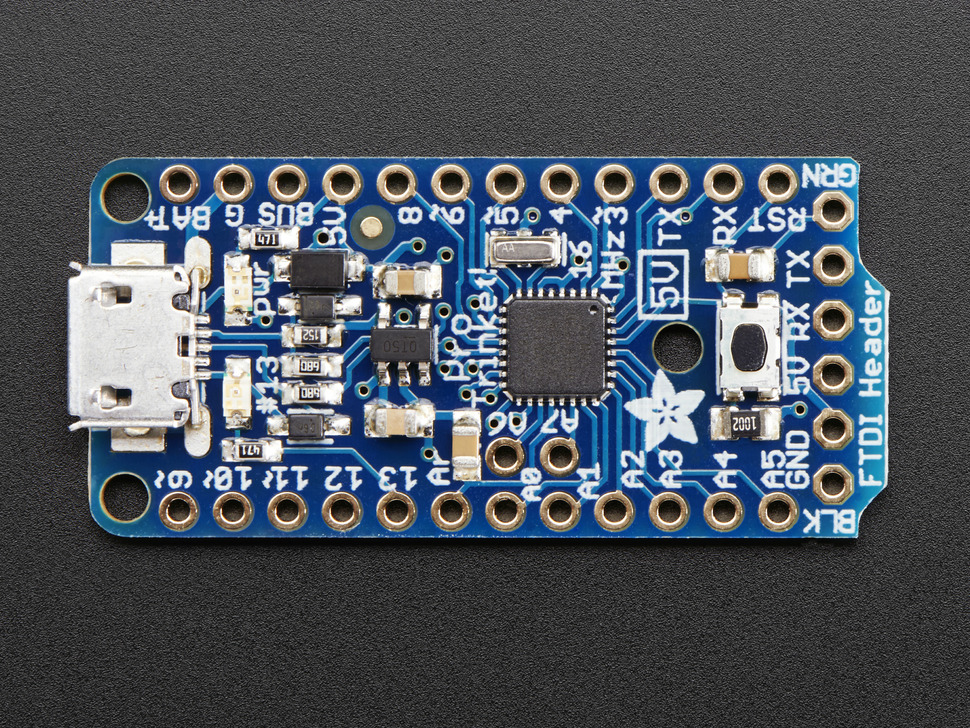 BAT+ G BUS 5V 8 ~6 ~5 4 ~3 TX RX RST
GRN
471
pwr
AA
16 MHz
5V
TX
RX
5V
GND
FTDI Header
152
680
680
*13
Pro
Trinket!
1002
471
A6 A7
~9 ~10 ~11 12 13 Ar A0 A1 A2 A3 A4 A5
BLK